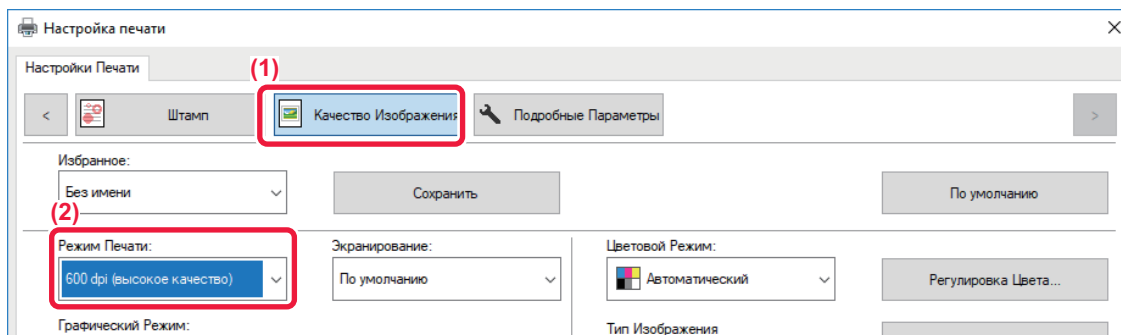 Настройка печати
Настройки Печати
(1)
< Штамп Качество Изображения Подробные Параметры >
Избранное:
Без имени Сохранить По умолчанию
(2)
Режим Печати: Экранирование: Цветовой Режим:
600 dpi (высокое качество) По умолчанию Автоматический Регулировка Цвета...
Графический Режим: Тип Изображения